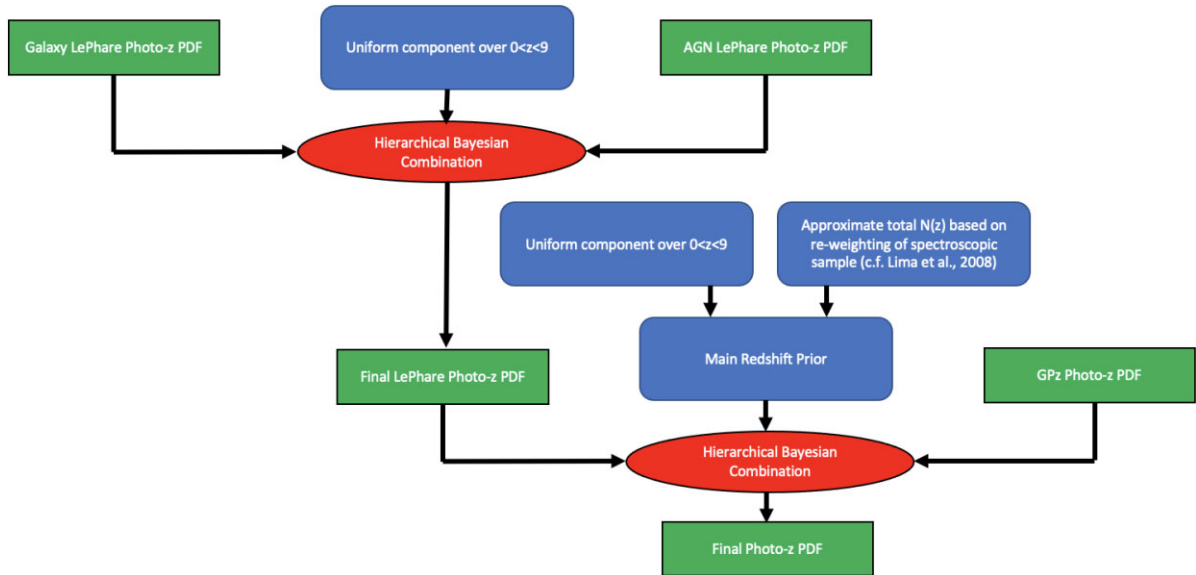 Galaxy LePhare Photo-z PDF
Uniform component over 0<z<9
AGN LePhare Photo-z PDF
Hierarchical Bayesian
Combination
Uniform component over 0<z<9
Approximate total N(z) based on
re-weighting of spectroscopic
sample (c.f. Lima et al., 2008)
Final LePhare Photo-z PDF
Main Redshift Prior
GPz Photo-z PDF
Hierarchical Bayesian
Combination
Final Photo-z PDF